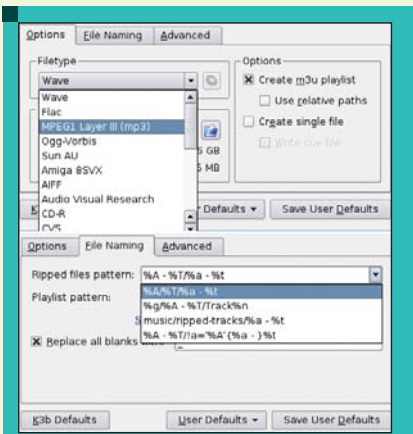 Options File Naming Advanced
Filetype
Options
Wave
Create m3u playlist
Wave
Use relative paths
Flac
MPEG1 Layer III (mp3)
Create single file
Ogg-Vorbis
Write cue file
Sun AU
GB
Amiga 8SVX
MB
AIFF
Audio Visual Research
CD-R
Defaults
Save User Defaults
CVS
Options File Naming Advanced
Ripped files pattern: %A - %T/%a - %t
%A/%T/%a - %t
Playlist pattern:
%g/%A - %T/Track%n
music/ripped-tracks/%a - %t
%A - %T/!a='%A'{%a - }%t
Replace all blanks
K3b Defaults User Defaults Save User Defaults